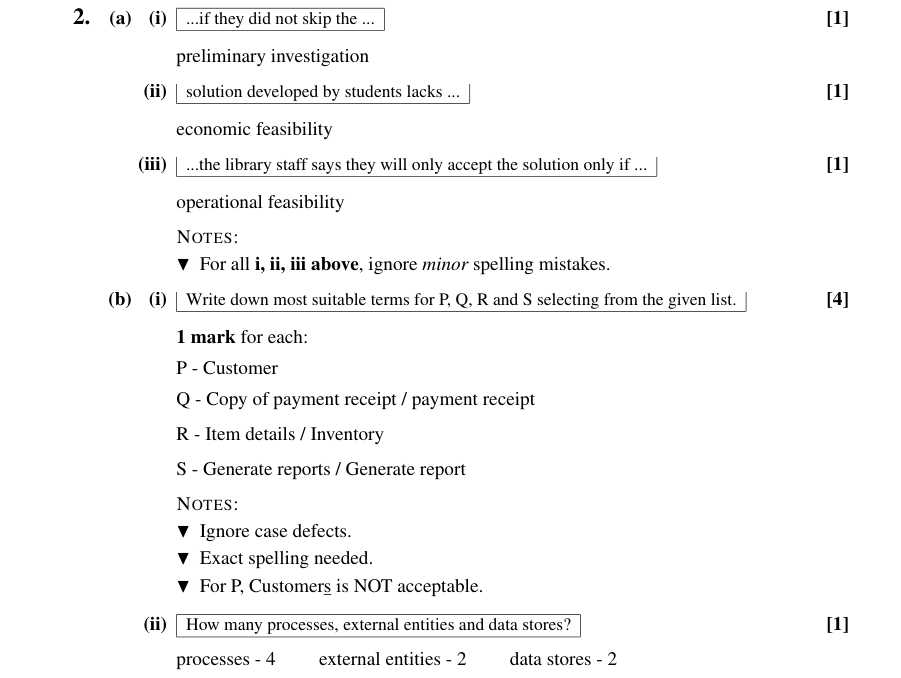 2. (a) (i) ...if they did not skip the ... [1]
preliminary investigation
(ii) solution developed by students lacks ... [1]
economic feasibility
(iii) ...the library staff says they will only accept the solution only if ... [1]
operational feasibility
NOTES:
▼ For all i, ii, iii above, ignore minor spelling mistakes.
(b) (i) Write down most suitable terms for P, Q, R and S selecting from the given list. [4]
1 mark for each:
P - Customer
Q - Copy of payment receipt / payment receipt
R - Item details / Inventory
S - Generate reports / Generate report
NOTES:
▼ Ignore case defects.
▼ Exact spelling needed.
▼ For P, Customers is NOT acceptable.
(ii) How many processes, external entities and data stores? [1]
processes - 4 external entities - 2 data stores - 2